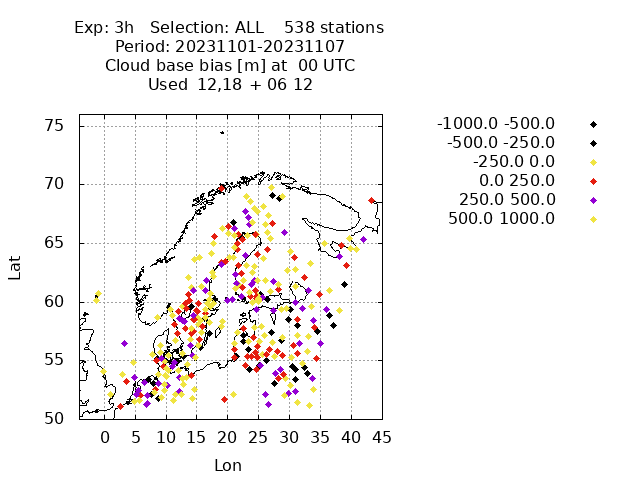 Exp: 3h   Selection: ALL    538 stations
Period: 20231101-20231107
Cloud base bias [m] at  00 UTC
Used 12,18 + 06 12
-1000.0 -500.0
-500.0 -250.0
-250.0 0.0
0.0 250.0
250.0 500.0
500.0 1000.0
75
70
65
60
55
50
Lat
0 5 10 15 20 25 30 35 40 45
Lon